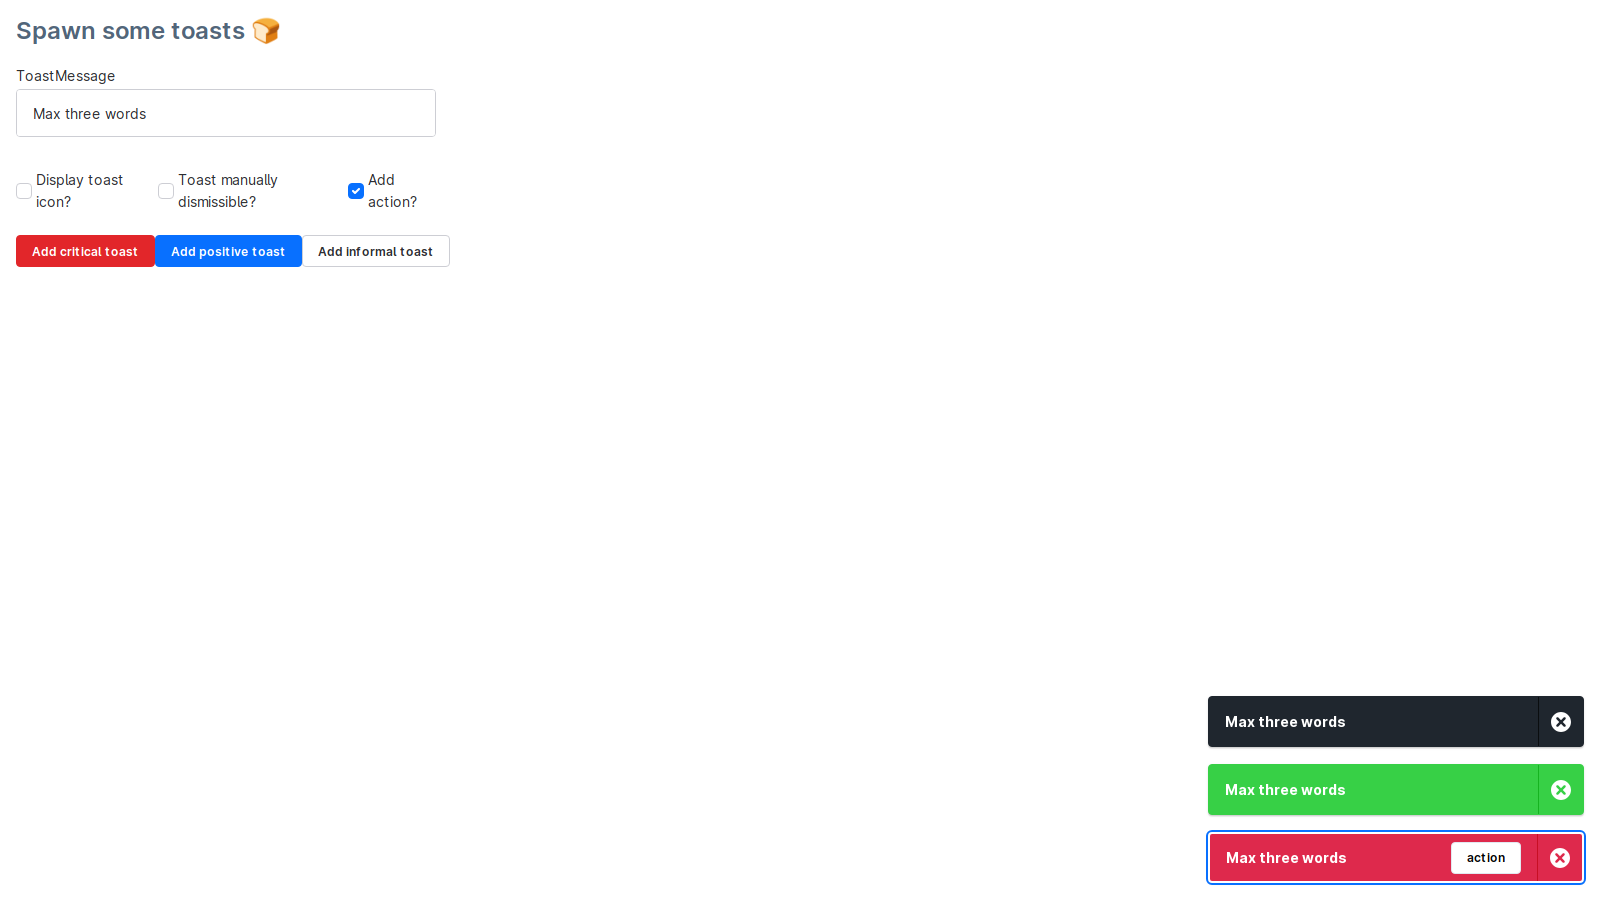 Spawn some toasts 🍞
ToastMessage
Max three words
Display toast
icon?
Toast manually
dismissible?
Add
action?
Add critical toast
Add positive toast
Add informal toast
Max three words
Max three words
Max three words
action